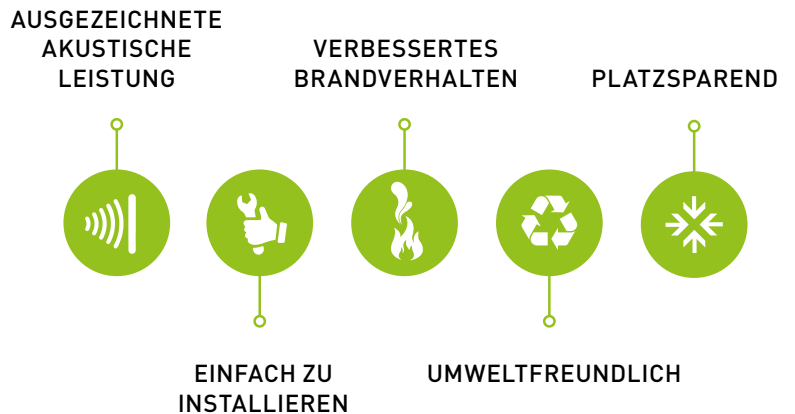 AUSGEZEICHNETE
AKUSTISCHE
LEISTUNG
VERBESSERTES
BRANDVERHALTEN
PLATZSPAREND
EINFACH ZU
INSTALLIEREN
UMWELTFREUNDLICH